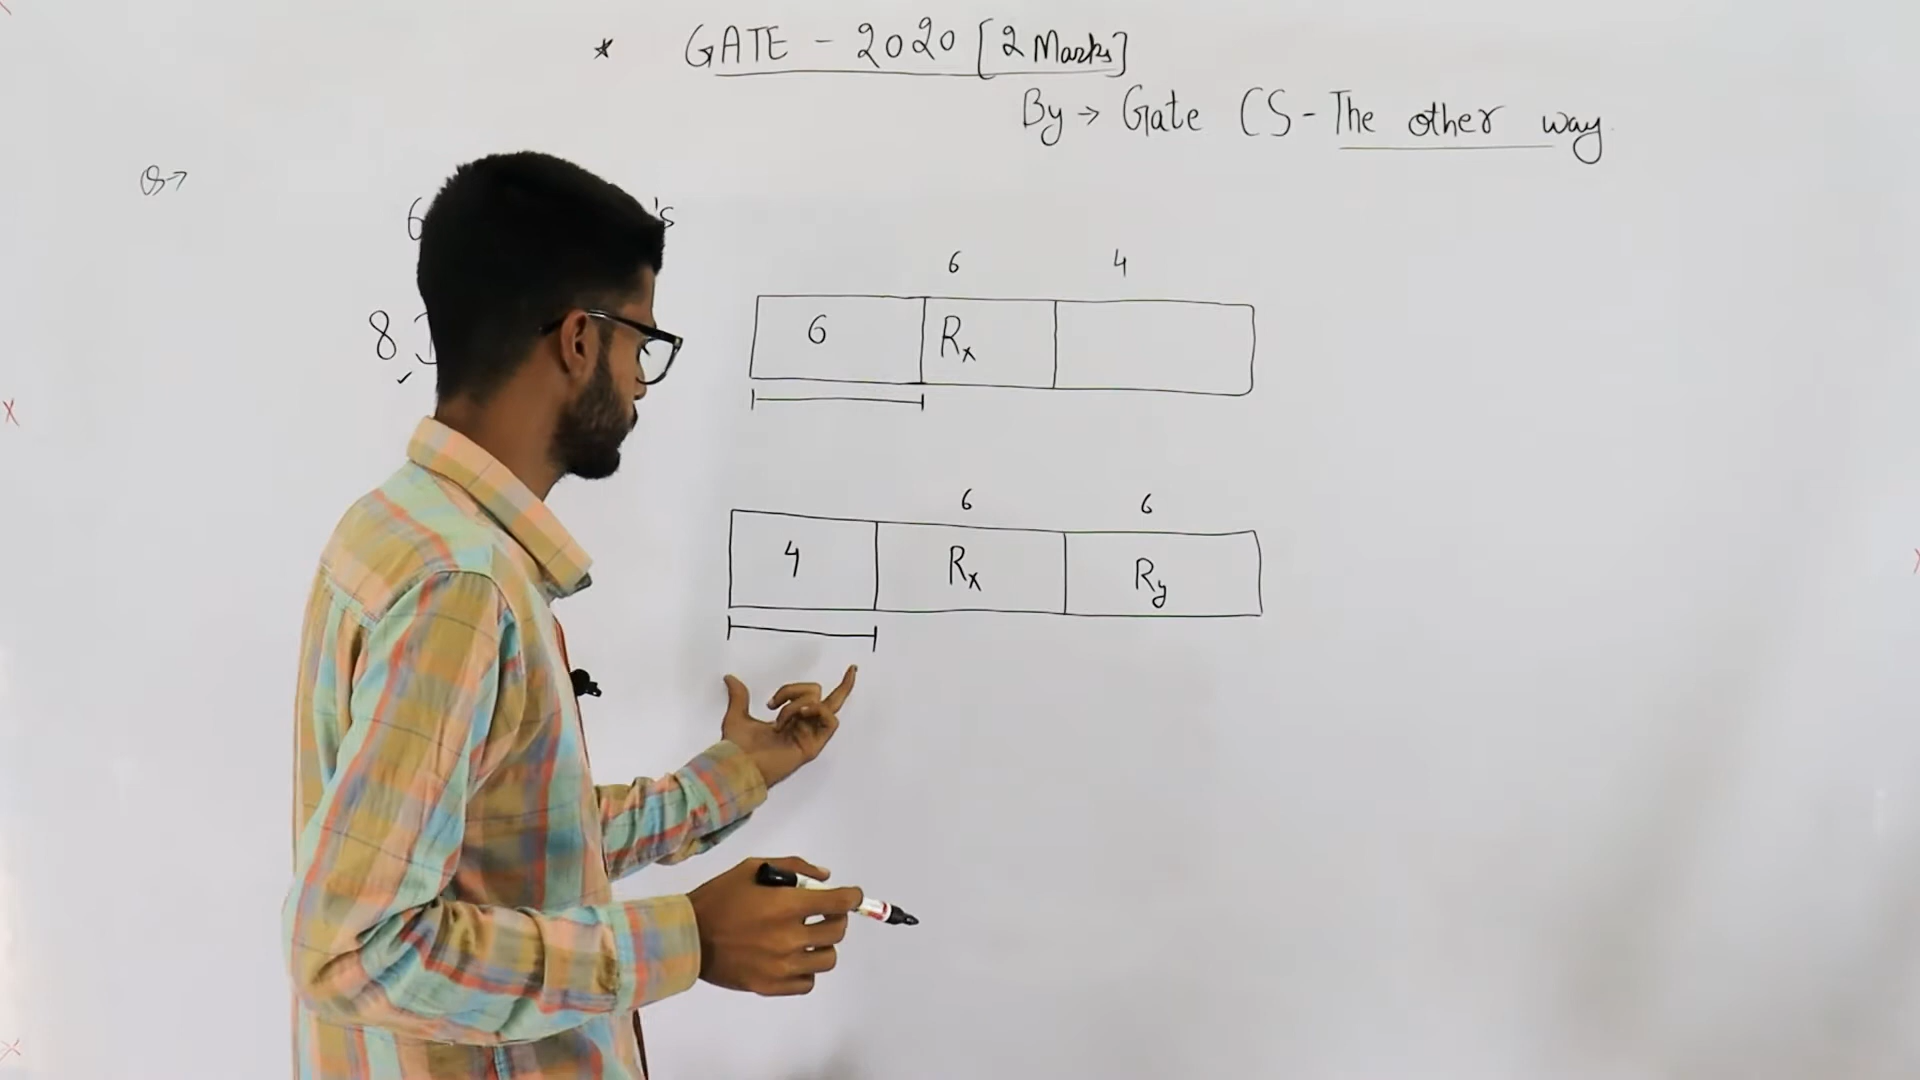 * GATE - 2020 [2 Marks]
By → Gate CS - The other way
Q→
6 's
6 4
8 I
6 Rx
6 6
4 Rx Ry